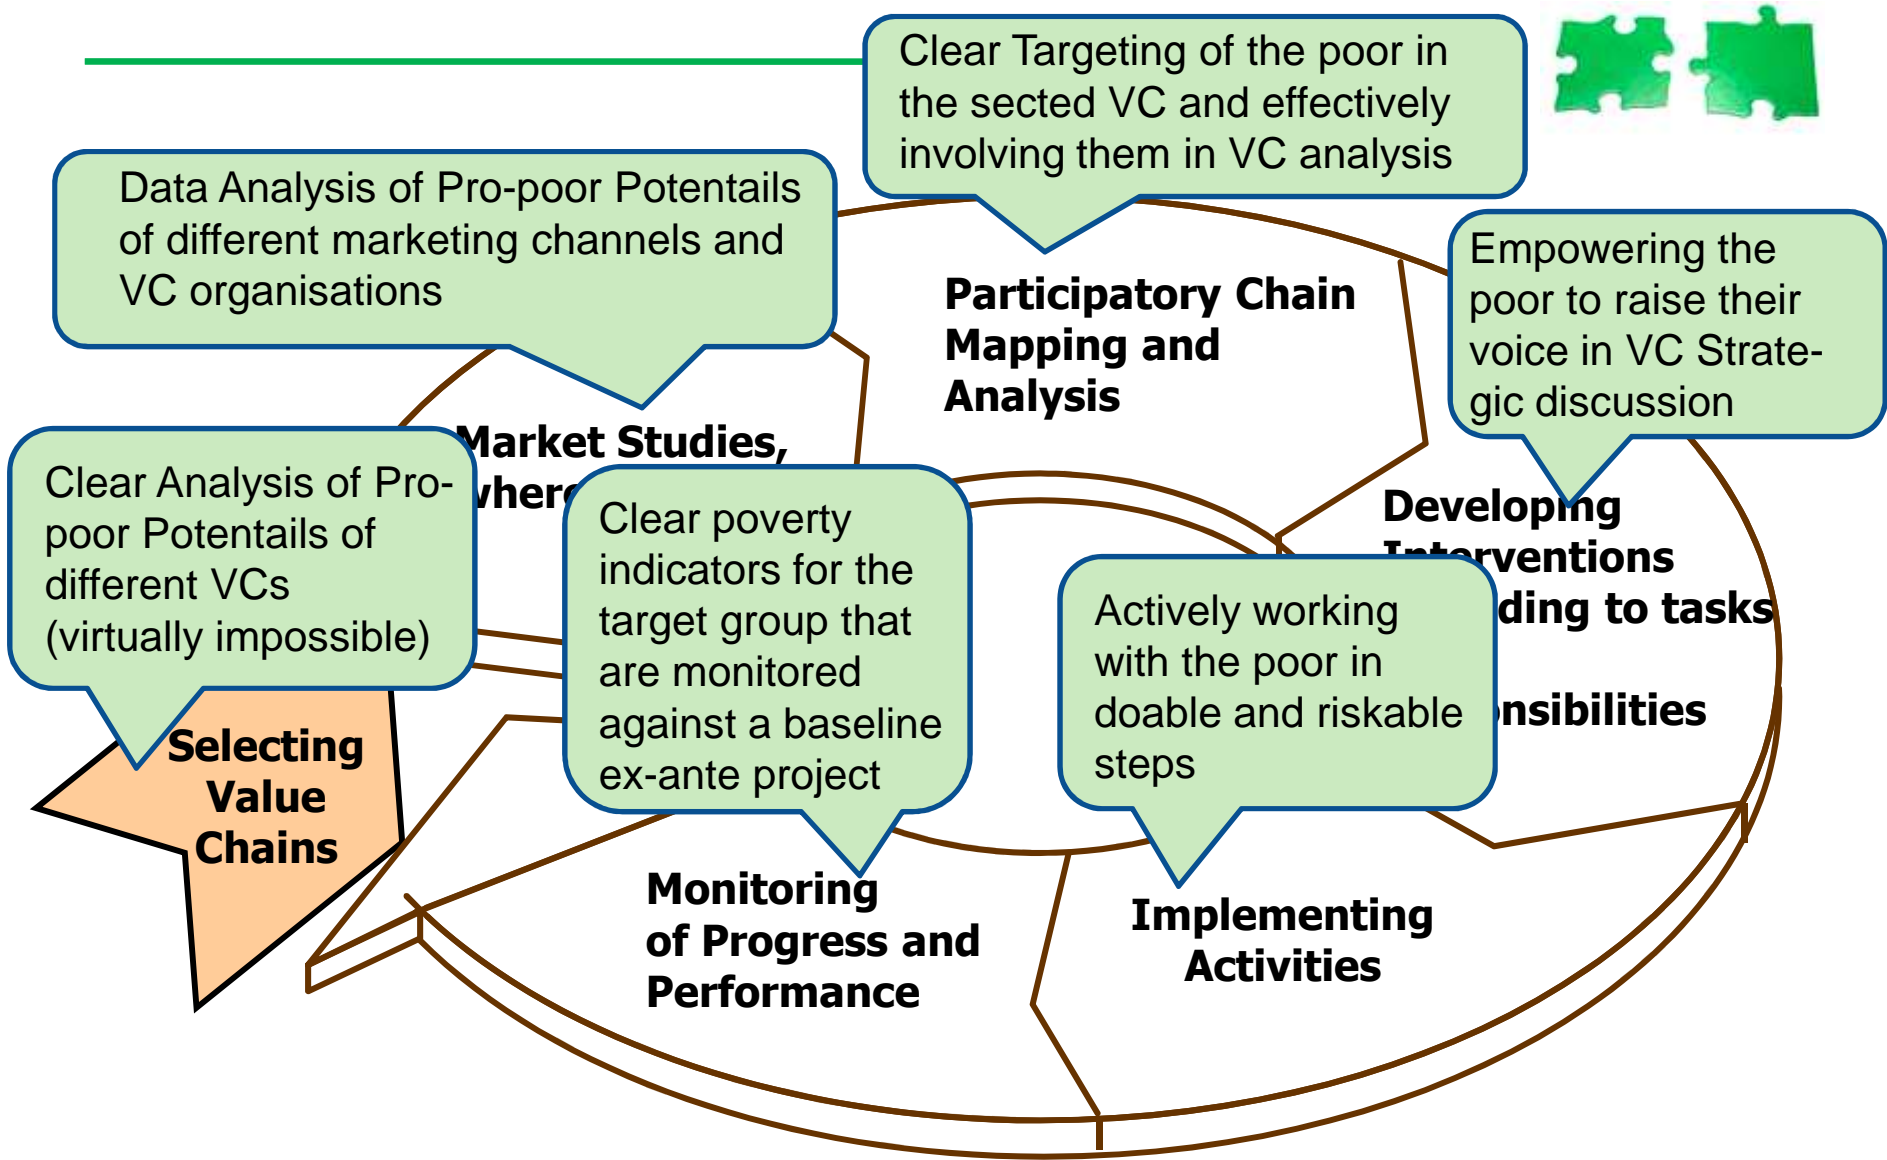 Clear Targeting of the poor in
the sected VC and effectively
involving them in VC analysis
Data Analysis of Pro-poor Potentails
of different marketing channels and
VC organisations
Empowering the
poor to raise their
voice in VC Strate-
gic discussion
Participatory Chain
Mapping and
Analysis
Market Studies,
Clear Analysis of Pro-
poor Potentails of
different VCs
(virtually impossible)
Clear poverty
indicators for the
target group that
are monitored
against a baseline
ex-ante project
Developing
Interventions
ding to tasks
nsibilities
Actively working
with the poor in
doable and riskable
steps
Selecting
Value
Chains
Monitoring
of Progress and
Performance
Implementing
Activities